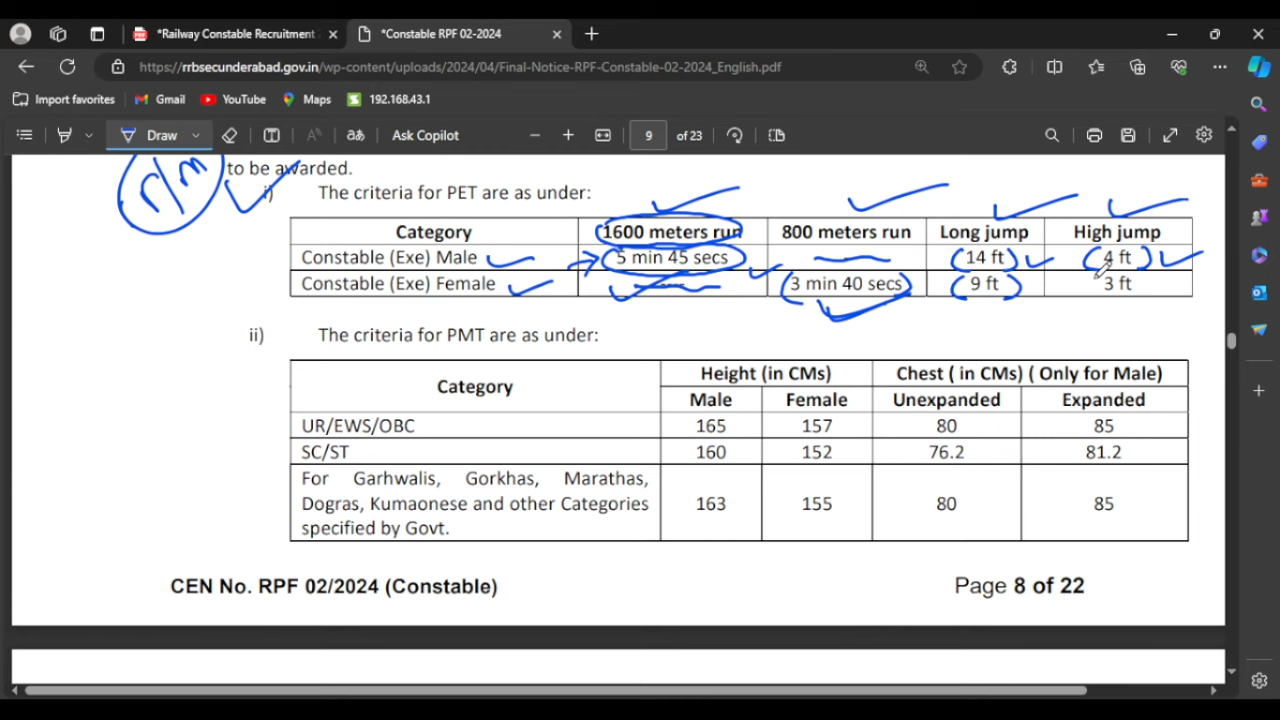 *Railway Constable Recruitment
*Constable RPF 02-2024
https://rrbsecunderabad.gov.in/wp-content/uploads/2024/04/Final-Notice-RPF-Constable-02-2024_English.pdf
Import favorites Gmail YouTube Maps 192.168.43.1
Draw Ask Copilot 9 of 23
to be awarded.
i) The criteria for PET are as under:
Category 1600 meters run 800 meters run Long jump High jump
Constable (Exe) Male 5 min 45 secs 14 ft 4 ft
Constable (Exe) Female 3 min 40 secs 9 ft 3 ft
ii) The criteria for PMT are as under:
Category Height (in CMs) Chest ( in CMs) ( Only for Male)
Male Female Unexpanded Expanded
UR/EWS/OBC 165 157 80 85
SC/ST 160 152 76.2 81.2
For Garhwalis, Gorkhas, Marathas,
Dogras, Kumaonese and other Categories 163 155 80 85
specified by Govt.
CEN No. RPF 02/2024 (Constable) Page 8 of 22